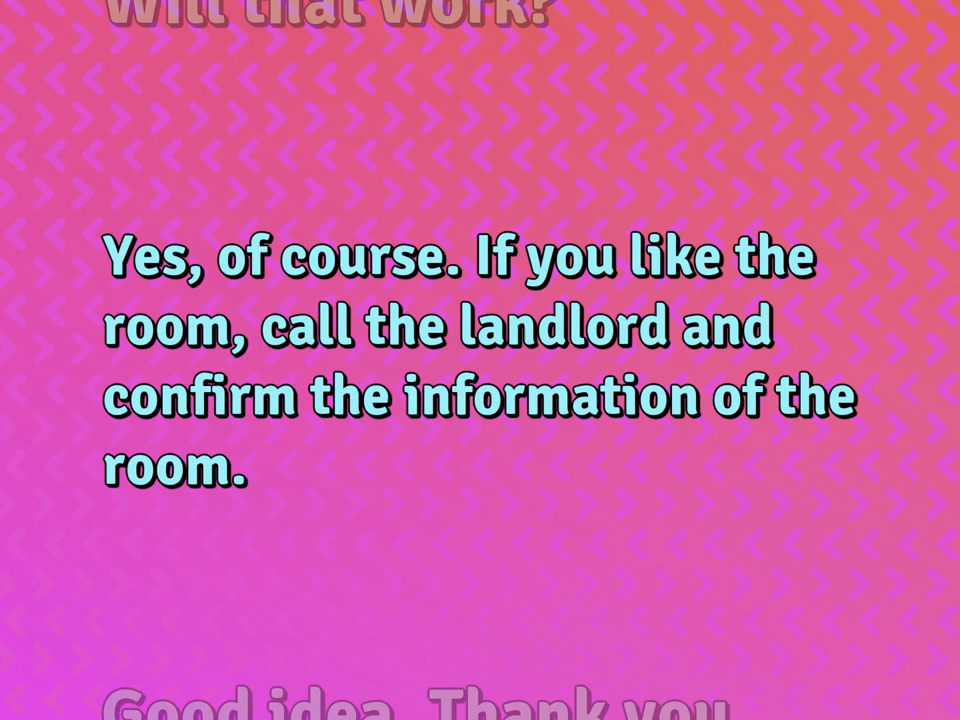 Will that work?
Yes, of course. If you like the
room, call the landlord and
confirm the information of the
room.
Good idea. Thank you